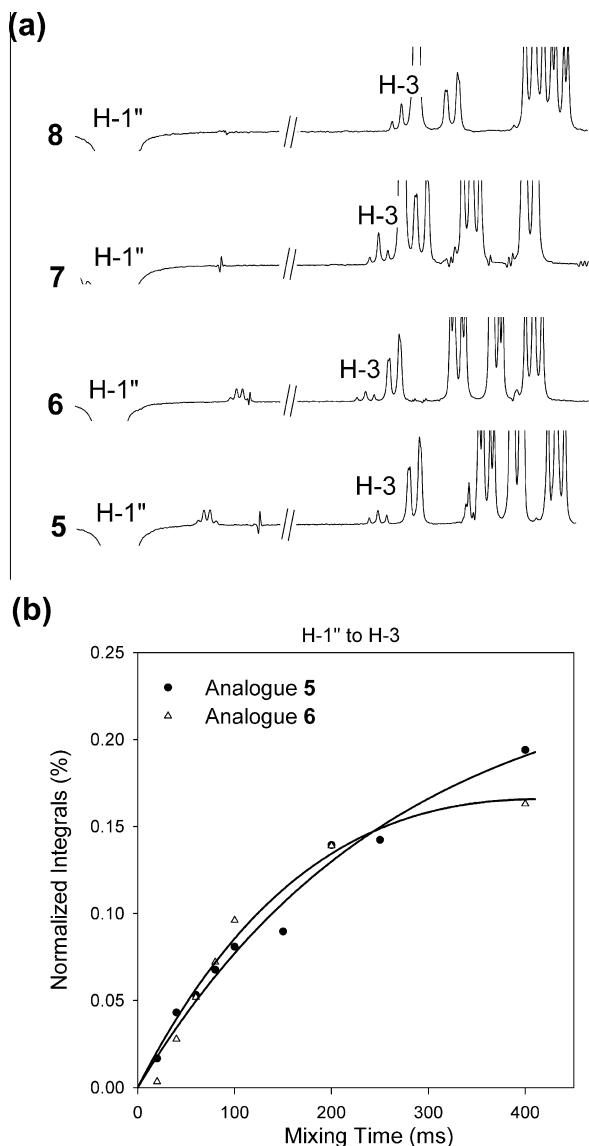 (a)
H-1"
H-3
8
H-1"
H-3
7
H-1"
H-3
6
H-1"
H-3
5
(b)
H-1" to H-3
0.25
Analogue 5
Analogue 6
0.20
0.15
0.10
0.05
0.00
Normalized Integrals (%)
0 100 200 300 400
Mixing Time (ms)